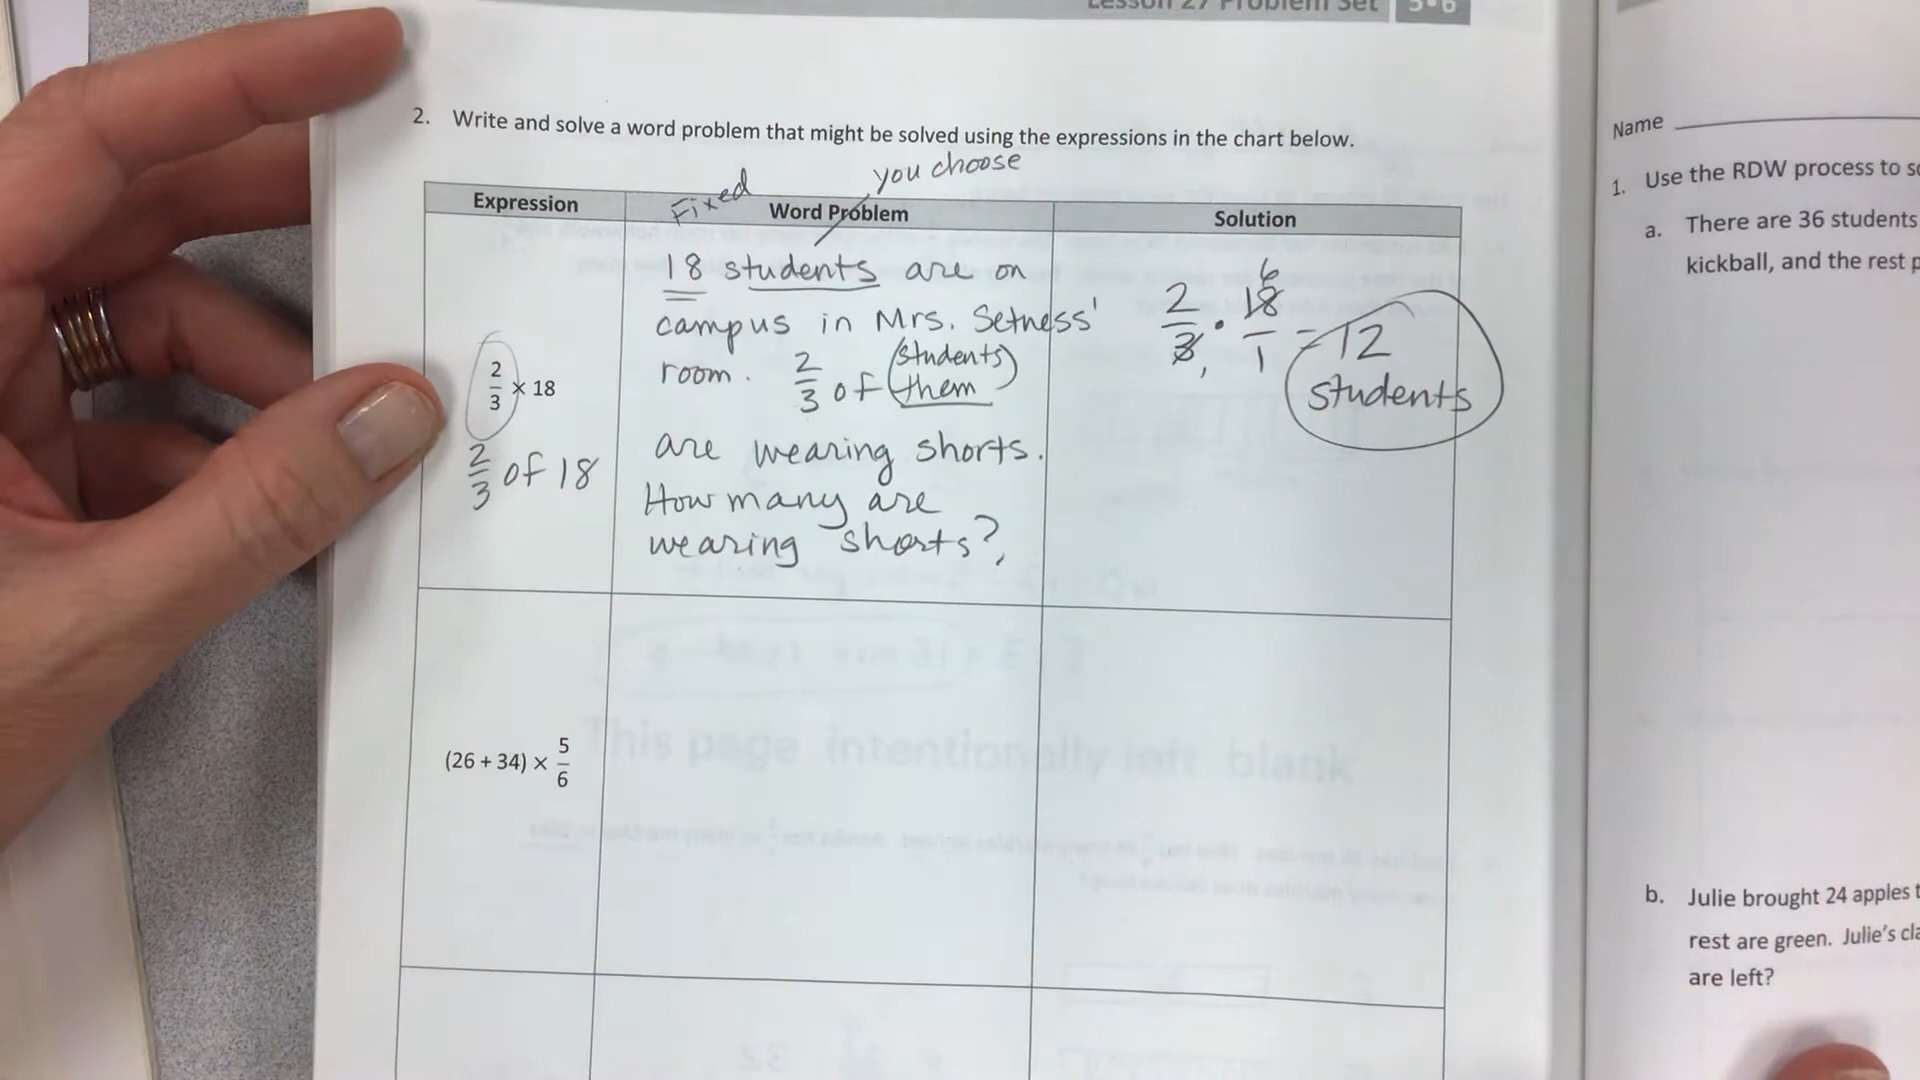 Lesson 27 Problem Set 5•6
2. Write and solve a word problem that might be solved using the expressions in the chart below.
Fixed
you choose
Expression
Word Problem
Solution
2/3 × 18
2/3 of 18
18 students are on
campus in Mrs. Setness'
room. 2/3 of (students)
them
are wearing shorts.
How many are
wearing shorts?
6
2/3 · 18/1 = 12
students
(26 + 34) × 5/6
This page intentionally left blank
Name
1. Use the RDW process to
a. There are 36 students
kickball, and the rest
b. Julie brought 24 apples
rest are green. Julie's
are left?